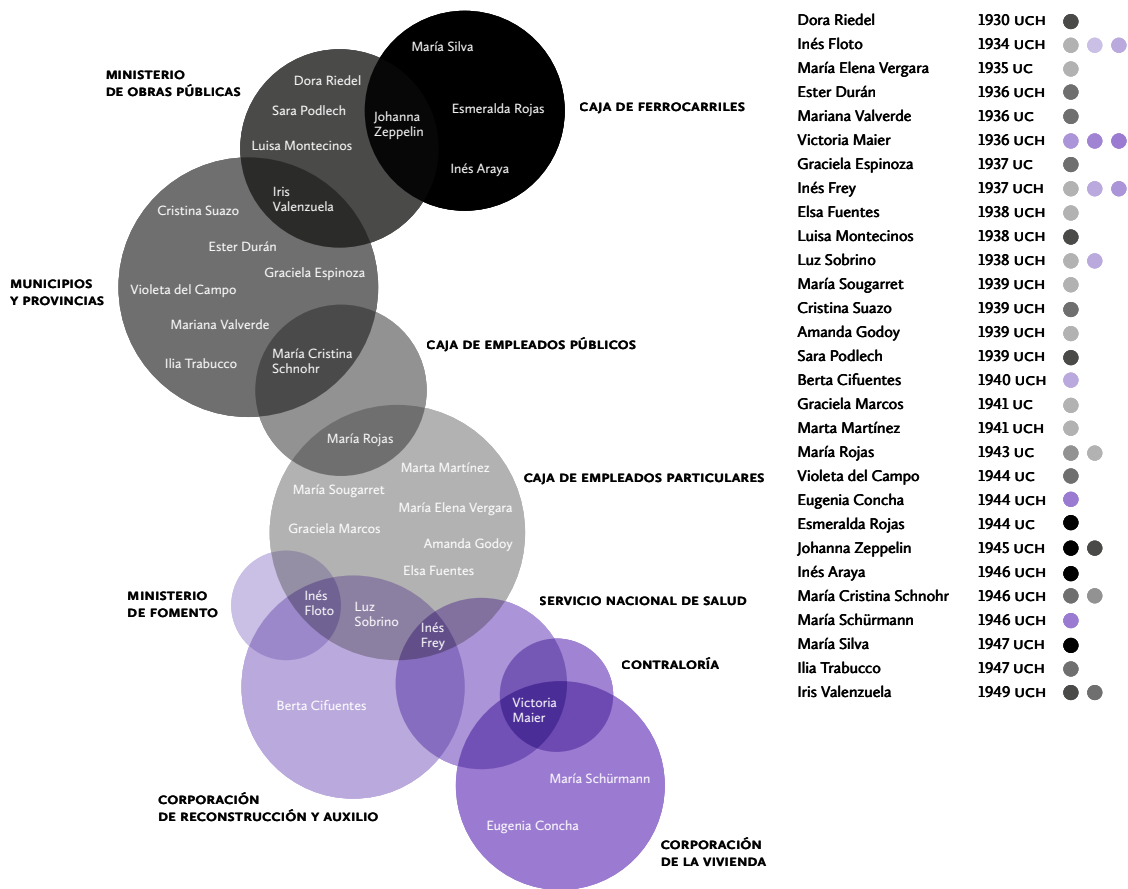 María Silva
MINISTERIO
DE OBRAS PÚBLICAS
Dora Riedel
Sara Podlech
Luisa Montecinos
Johanna
Zeppelin
Esmeralda Rojas
Inés Araya
CAJA DE FERROCARRILES
Iris
Valenzuela
Cristina Suazo
Ester Durán
Graciela Espinoza
MUNICIPIOS
Y PROVINCIAS
Violeta del Campo
Mariana Valverde
Ilia Trabucco
María Cristina
Schnohr
CAJA DE EMPLEADOS PÚBLICOS
María Rojas
Marta Martínez
CAJA DE EMPLEADOS PARTICULARES
María Sougarret
María Elena Vergara
Graciela Marcos
Amanda Godoy
Elsa Fuentes
MINISTERIO
DE FOMENTO
Inés
Floto
Luz
Sobrino
Inés
Frey
SERVICIO NACIONAL DE SALUD
CONTRALORÍA
Berta Cifuentes
Victoria
Maier
María Schürmann
Eugenia Concha
CORPORACIÓN
DE RECONSTRUCCIÓN Y AUXILIO
CORPORACIÓN
DE LA VIVIENDA
Dora Riedel 1930 UCH
Inés Floto 1934 UCH
María Elena Vergara 1935 UC
Ester Durán 1936 UCH
Mariana Valverde 1936 UC
Victoria Maier 1936 UCH
Graciela Espinoza 1937 UC
Inés Frey 1937 UCH
Elsa Fuentes 1938 UCH
Luisa Montecinos 1938 UCH
Luz Sobrino 1938 UCH
María Sougarret 1939 UCH
Cristina Suazo 1939 UCH
Amanda Godoy 1939 UCH
Sara Podlech 1939 UCH
Berta Cifuentes 1940 UCH
Graciela Marcos 1941 UC
Marta Martínez 1941 UCH
María Rojas 1943 UC
Violeta del Campo 1944 UC
Eugenia Concha 1944 UCH
Esmeralda Rojas 1944 UC
Johanna Zeppelin 1945 UCH
Inés Araya 1946 UCH
María Cristina Schnohr 1946 UCH
María Schürmann 1946 UCH
María Silva 1947 UCH
Ilia Trabucco 1947 UCH
Iris Valenzuela 1949 UCH